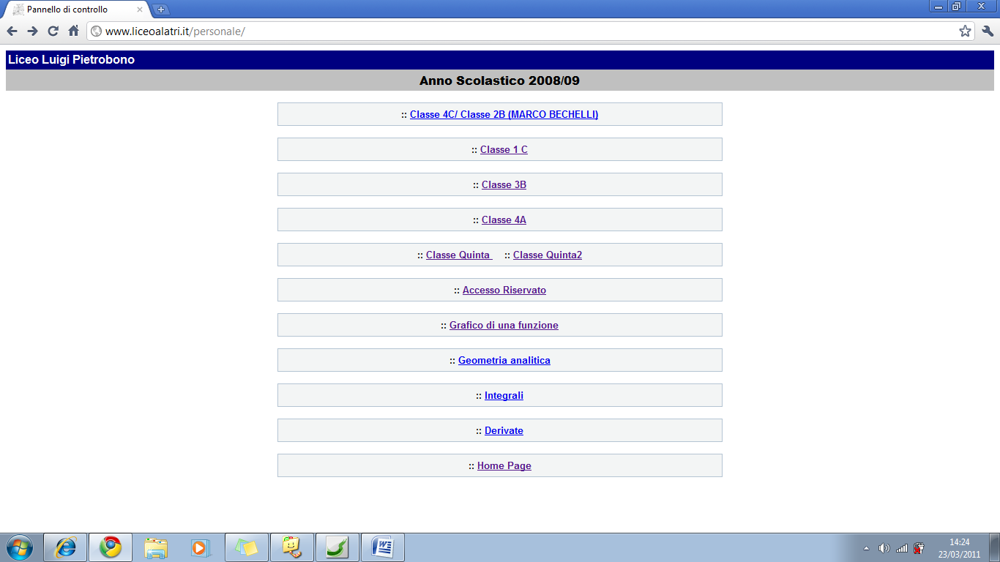 Pannello di controllo
www.liceoalatri.it/personale/
Liceo Luigi Pietrobono
Anno Scolastico 2008/09
:: Classe 4C/ Classe 2B (MARCO BECHELLI)
:: Classe 1 C
:: Classe 3B
:: Classe 4A
:: Classe Quinta :: Classe Quinta2
:: Accesso Riservato
:: Grafico di una funzione
:: Geometria analitica
:: Integrali
:: Derivate
:: Home Page
14:24
23/03/2011